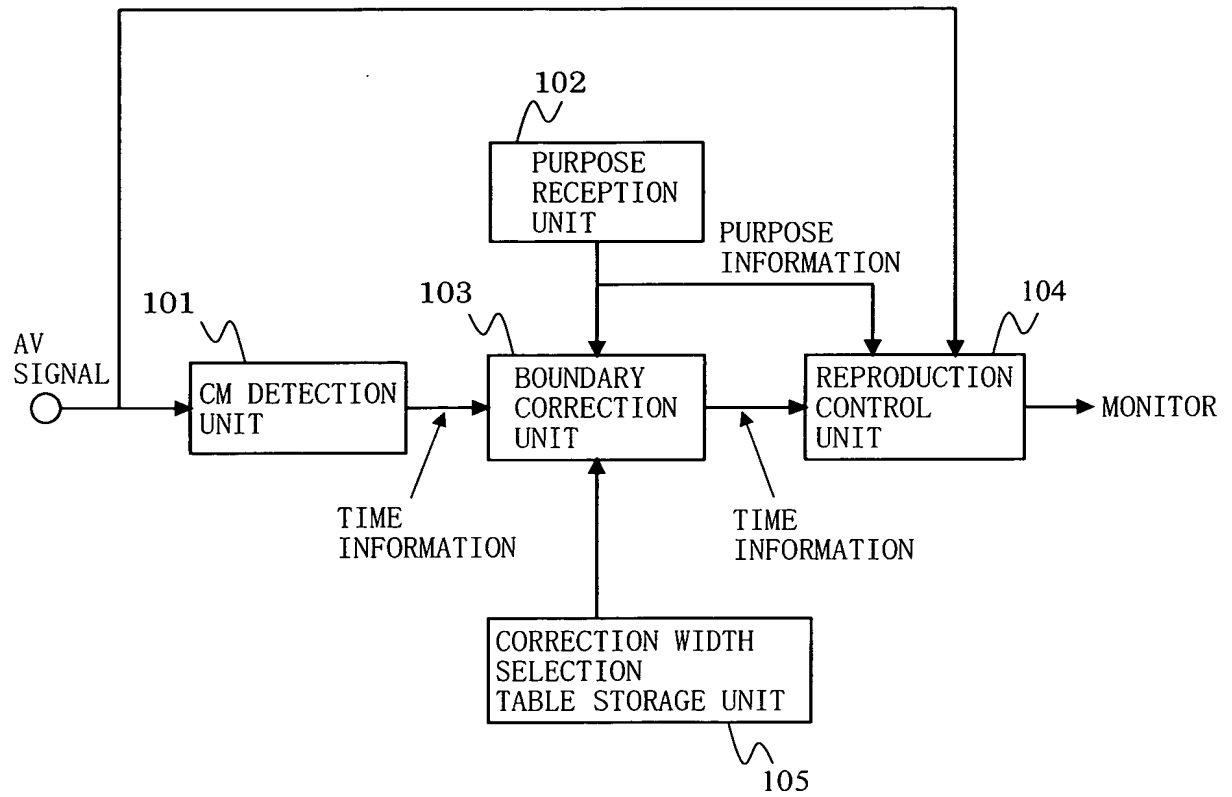 102
PURPOSE
RECEPTION
UNIT
PURPOSE
INFORMATION
101
103
104
AV
SIGNAL
CM DETECTION
UNIT
BOUNDARY
CORRECTION
UNIT
REPRODUCTION
CONTROL
UNIT
MONITOR
TIME
INFORMATION
TIME
INFORMATION
CORRECTION WIDTH
SELECTION
TABLE STORAGE UNIT
105